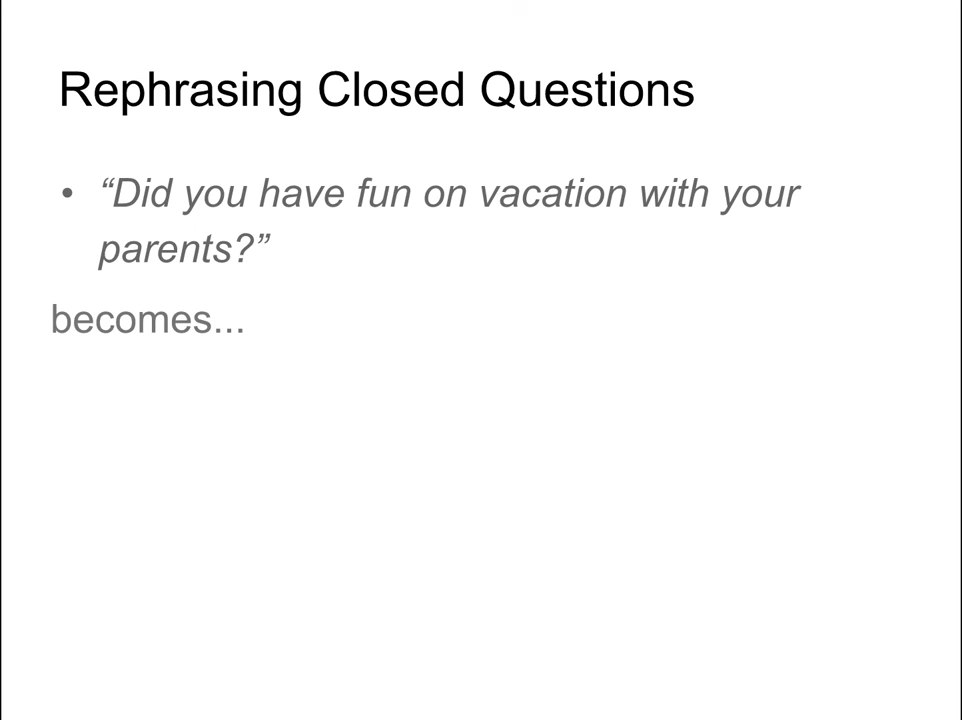 Rephrasing Closed Questions
• “Did you have fun on vacation with your
parents?”
becomes...